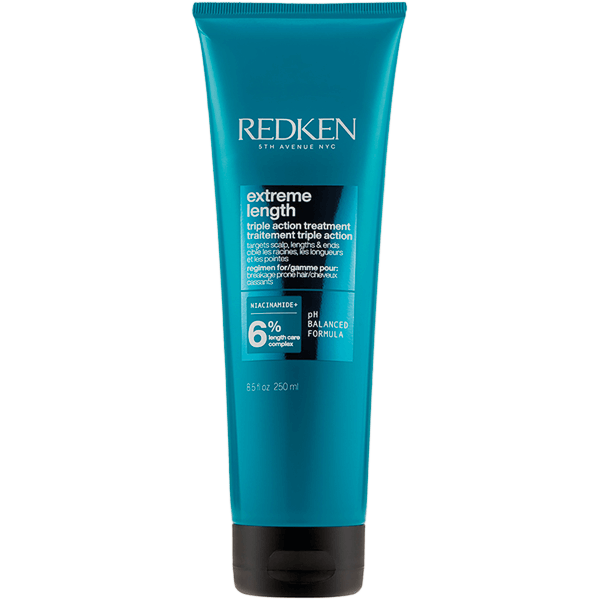 REDKEN
5TH AVENUE NYC
extreme
length
triple action treatment
traitement triple action
targets scalp, lengths & ends
cible les racines, les longueurs
et les pointes
regimen for/gamme pour:
breakage prone hair/cheveux
cassants
NIACINAMIDE+
6%
length care
complex
pH
BALANCED
FORMULA
8.5 fl oz 250 ml